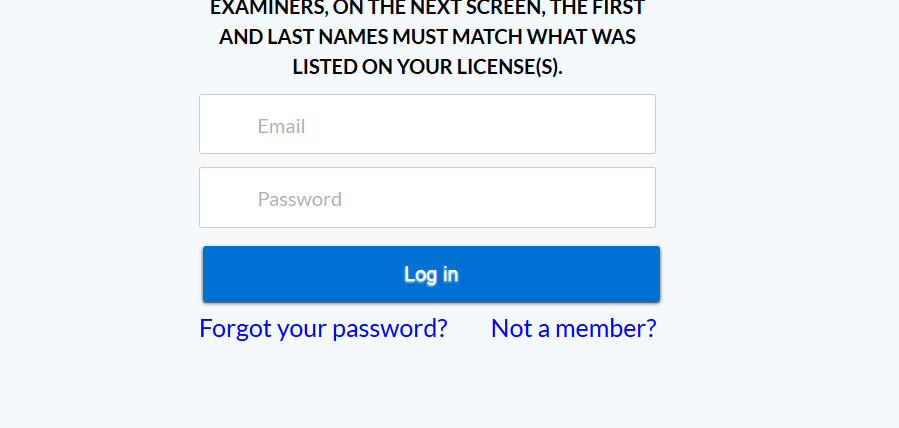 EXAMINERS, ON THE NEXT SCREEN, THE FIRST
AND LAST NAMES MUST MATCH WHAT WAS
LISTED ON YOUR LICENSE(S).
Email
Password
Log in
Forgot your password? Not a member?